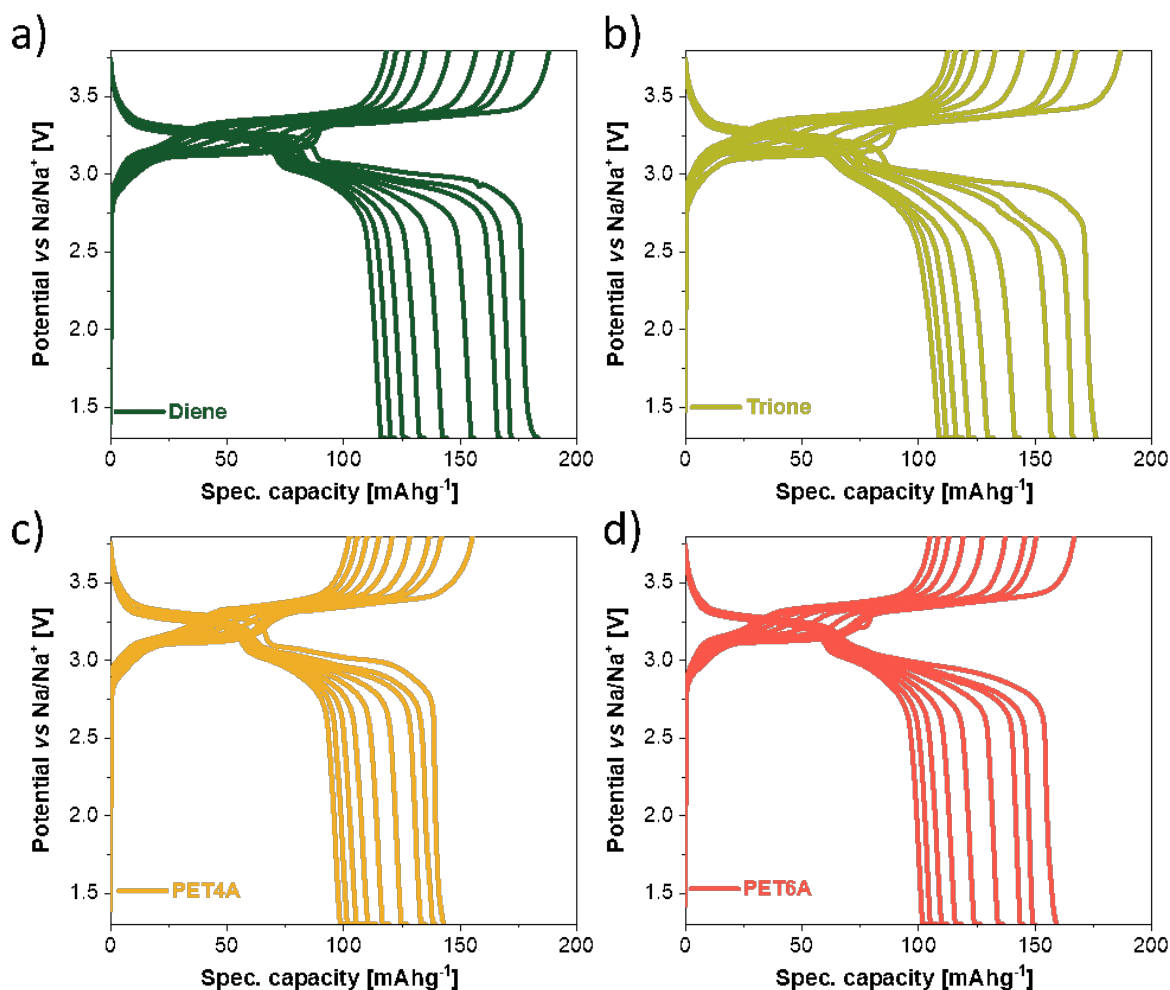 a)
Potential vs Na/Na⁺ [V]
3.5
3.0
2.5
2.0
1.5
Diene
0 50 100 150 200
Spec. capacity [mAhg⁻¹]
b)
Potential vs Na/Na⁺ [V]
3.5
3.0
2.5
2.0
1.5
Trione
0 50 100 150 200
Spec. capacity [mAhg⁻¹]
c)
Potential vs Na/Na⁺ [V]
3.5
3.0
2.5
2.0
1.5
PET4A
0 50 100 150 200
Spec. capacity [mAhg⁻¹]
d)
Potential vs Na/Na⁺ [V]
3.5
3.0
2.5
2.0
1.5
PET6A
0 50 100 150 200
Spec. capacity [mAhg⁻¹]